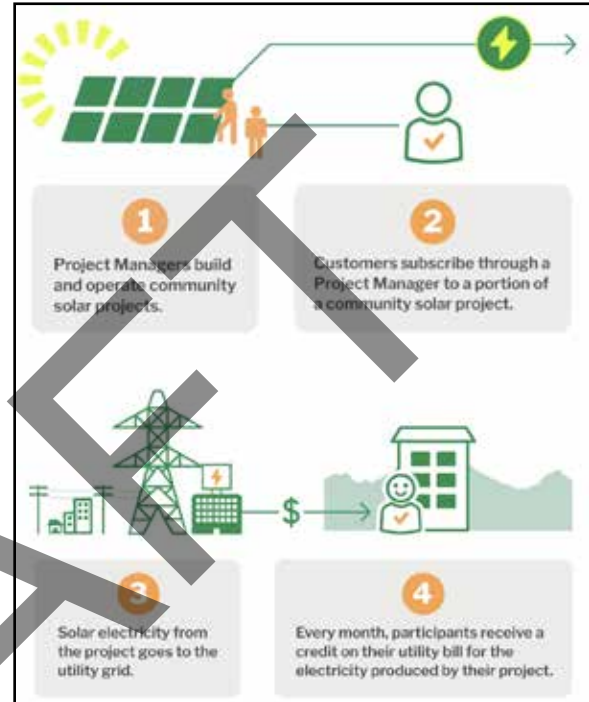 1
Project Managers build
and operate community
solar projects.
2
Customers subscribe through a
Project Manager to a portion of
a community solar project.
$
3
Solar electricity from
the project goes to the
utility grid.
4
Every month, participants receive a
credit on their utility bill for the
electricity produced by their project.